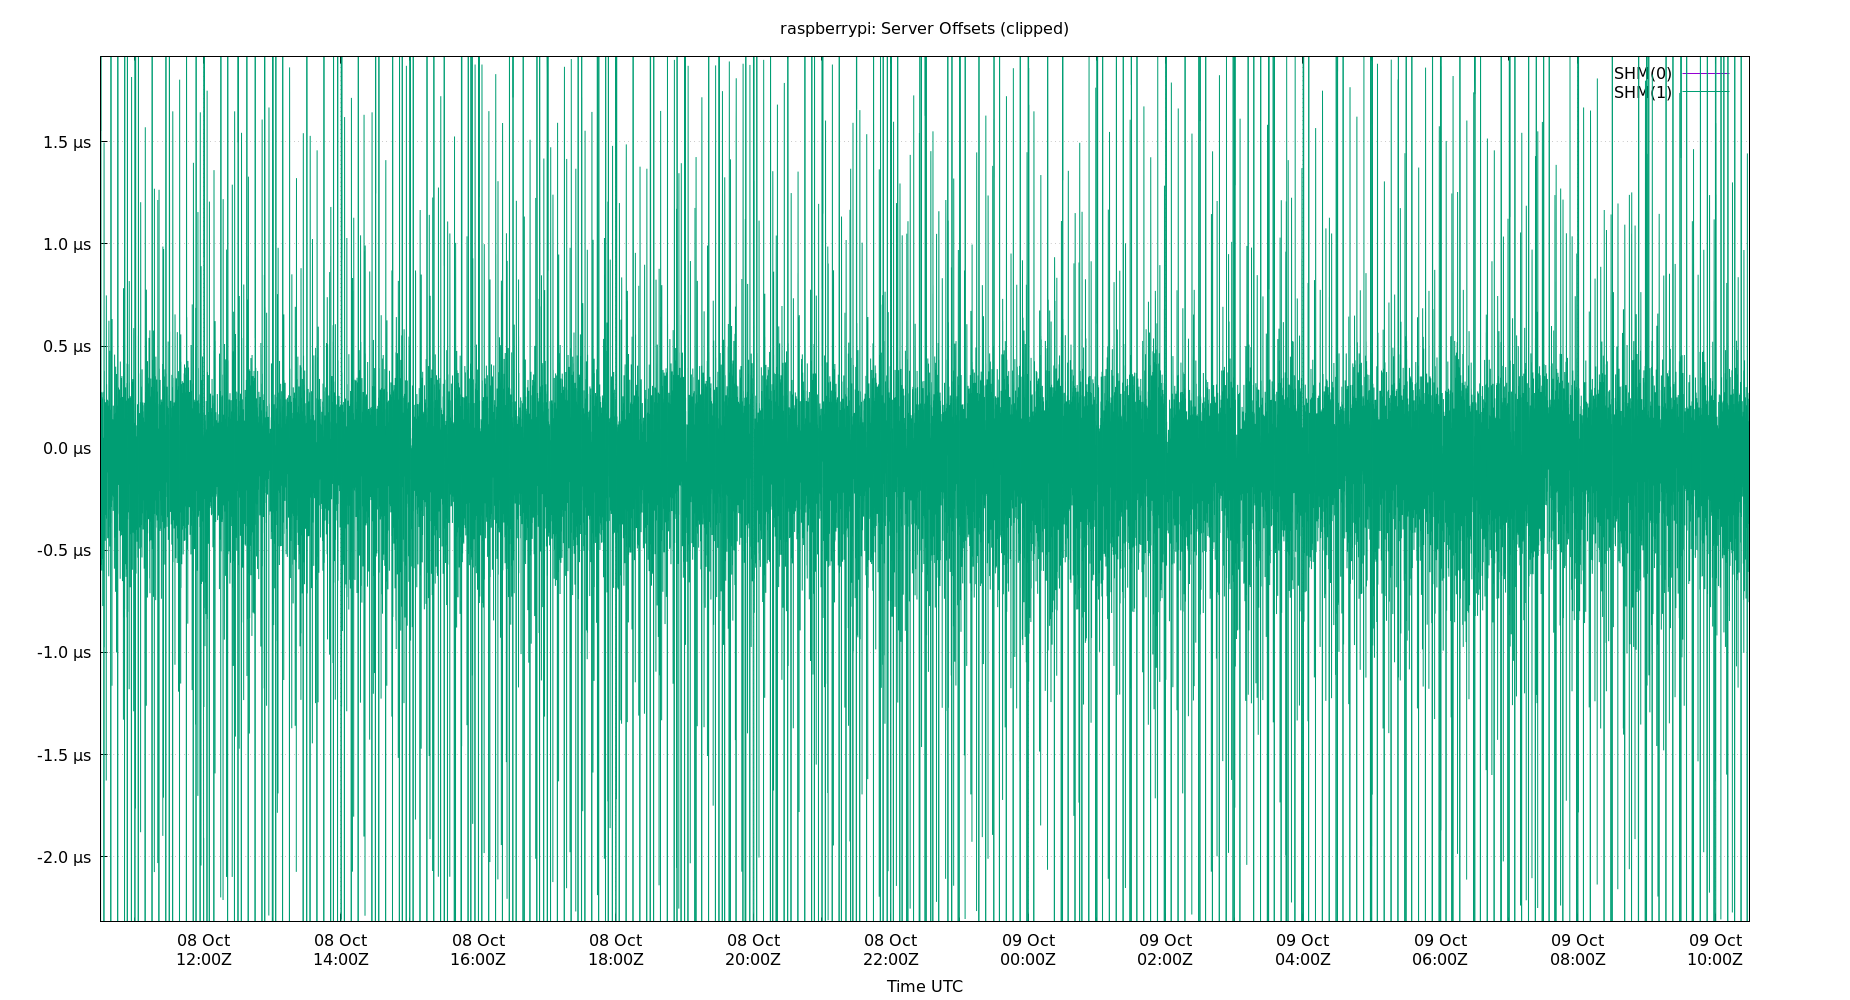 raspberrypi: Server Offsets (clipped)
SHM(0)
SHM(1)
1.5 µs
1.0 µs
0.5 µs
0.0 µs
-0.5 µs
-1.0 µs
-1.5 µs
-2.0 µs
08 Oct 08 Oct 08 Oct 08 Oct 08 Oct 08 Oct 09 Oct 09 Oct 09 Oct 09 Oct 09 Oct 09 Oct
12:00Z 14:00Z 16:00Z 18:00Z 20:00Z 22:00Z 00:00Z 02:00Z 04:00Z 06:00Z 08:00Z 10:00Z
Time UTC